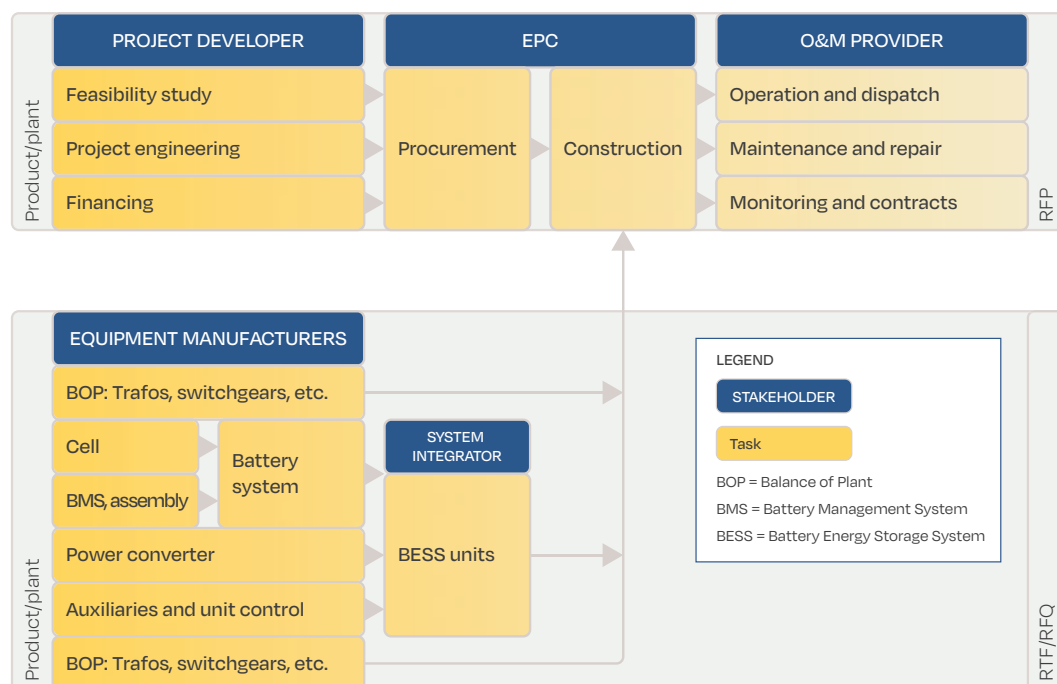 PROJECT DEVELOPER
EPC
O&M PROVIDER
Product/plant
Feasibility study
Project engineering
Financing
Procurement
Construction
Operation and dispatch
Maintenance and repair
Monitoring and contracts
RFP
Product/plant
EQUIPMENT MANUFACTURERS
BOP: Trafos, switchgears, etc.
Cell
BMS, assembly
Battery
system
Power converter
Auxiliaries and unit control
BOP: Trafos, switchgears, etc.
SYSTEM
INTEGRATOR
BESS units
LEGEND
STAKEHOLDER
Task
BOP = Balance of Plant
BMS = Battery Management System
BESS = Battery Energy Storage System
RTF/RFQ